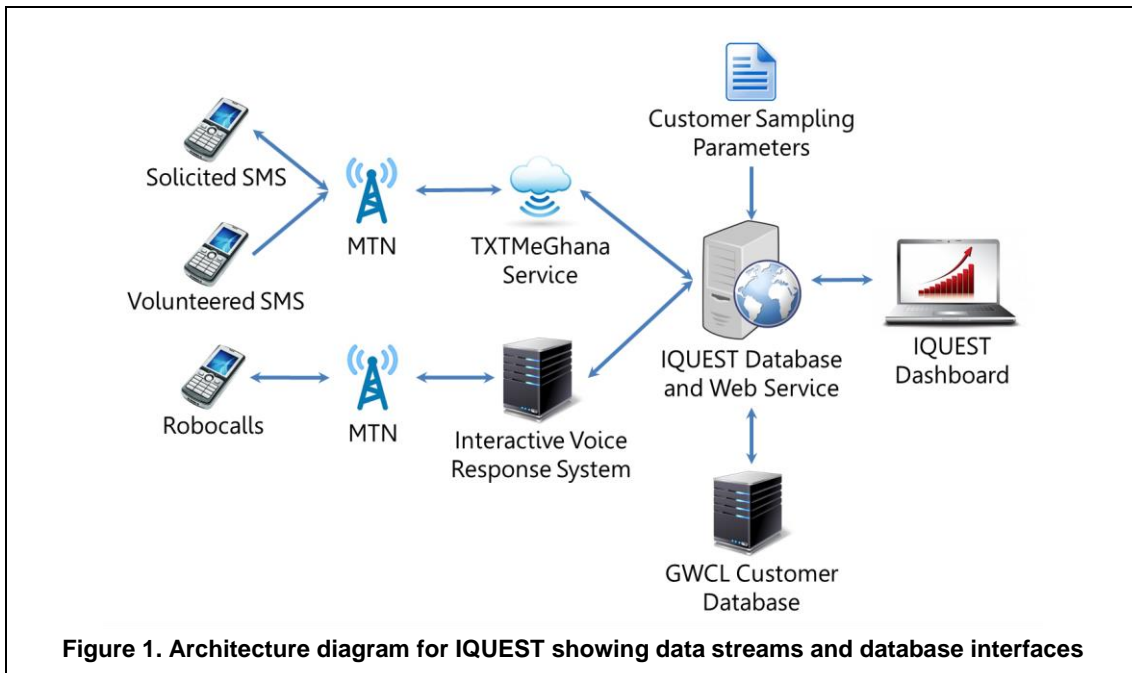 Customer Sampling
Parameters
Solicited SMS
MTN
TXTMeGhana
Service
Volunteered SMS
IQUEST Database
and Web Service
IQUEST
Dashboard
Robocalls
MTN
Interactive Voice
Response System
GWCL Customer
Database
Figure 1. Architecture diagram for IQUEST showing data streams and database interfaces